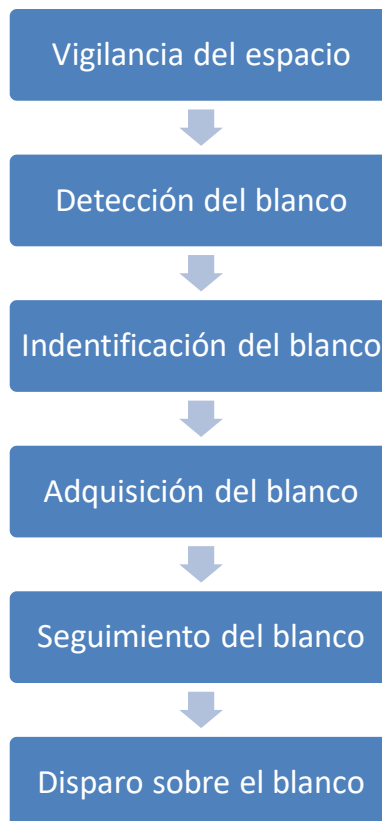 Vigilancia del espacio
Detección del blanco
Indentificación del blanco
Adquisición del blanco
Seguimiento del blanco
Disparo sobre el blanco